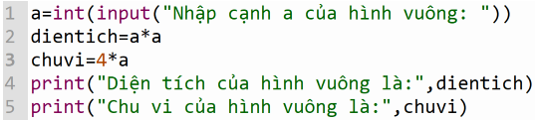 1 a=int(input("Nhập cạnh a của hình vuông: "))
2 dientich=a*a
3 chuvi=4*a
4 print("Diện tích của hình vuông là:",dientich)
5 print("Chu vi của hình vuông là:",chuvi)